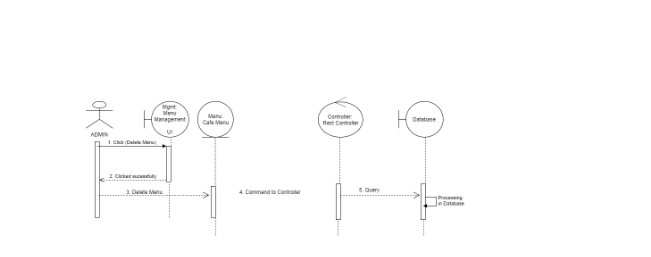 Mgmt:
Menu
Management
UI
Menu:
Cafe Menu
Controller:
Rest Controller
Database
ADMIN
1. Click (Delete Menu)
2. Clicked sucessfully
3. Delete Menu
4. Command to Controller
5. Query
Processing
in Database